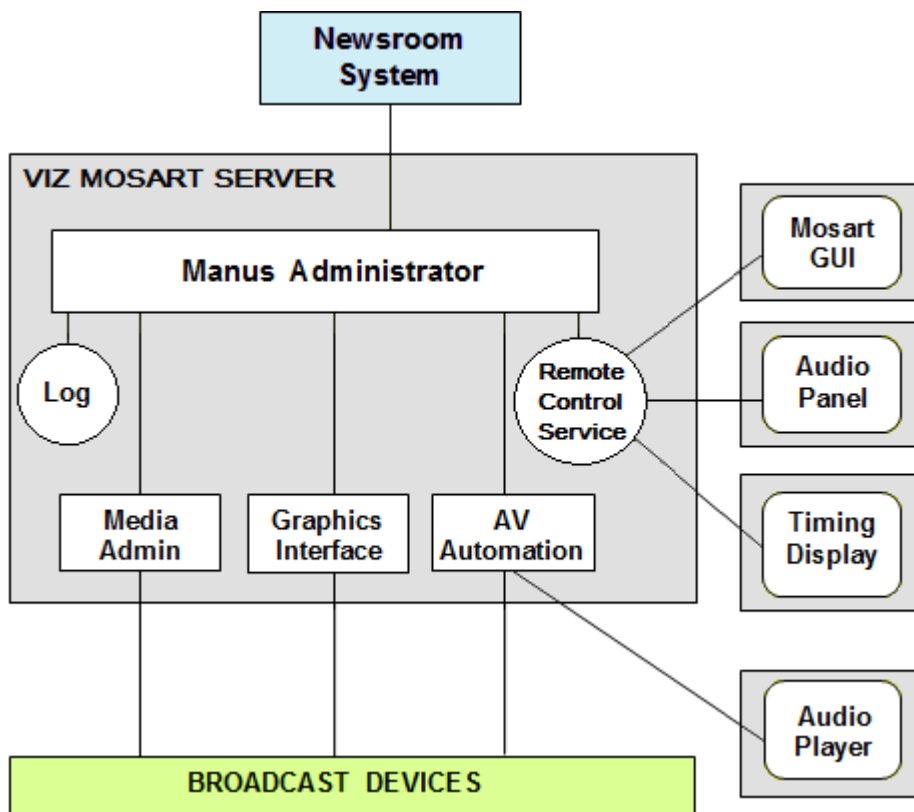 Newsroom
System
VIZ MOSART SERVER
Manus Administrator
Mosart
GUI
Log
Remote
Control
Service
Audio
Panel
Media
Admin
Graphics
Interface
AV
Automation
Timing
Display
Audio
Player
BROADCAST DEVICES